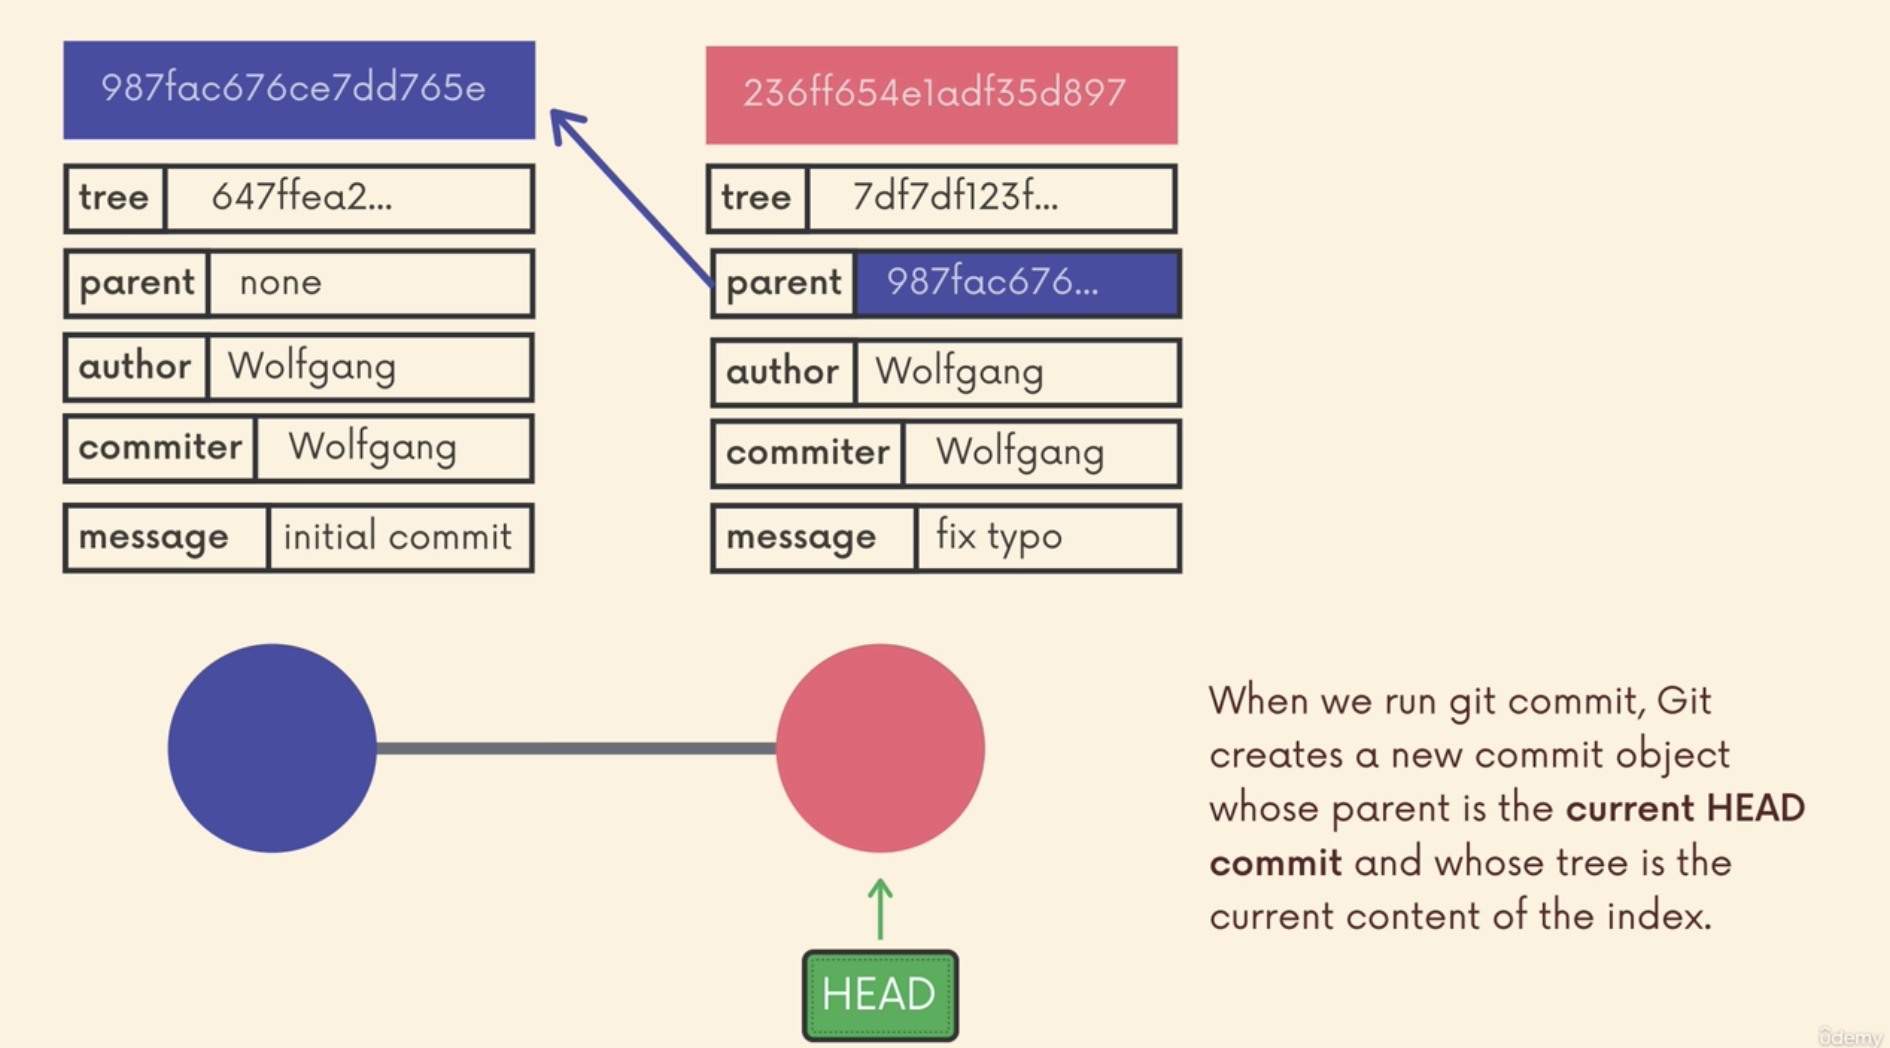 987fac676ce7dd765e
tree 647ffea2...
parent none
author Wolfgang
commiter Wolfgang
message initial commit
236ff654e1adf35d897
tree 7df7df123f...
parent 987fac676...
author Wolfgang
commiter Wolfgang
message fix typo
HEAD
When we run git commit, Git
creates a new commit object
whose parent is the current HEAD
commit and whose tree is the
current content of the index.
ûdemy